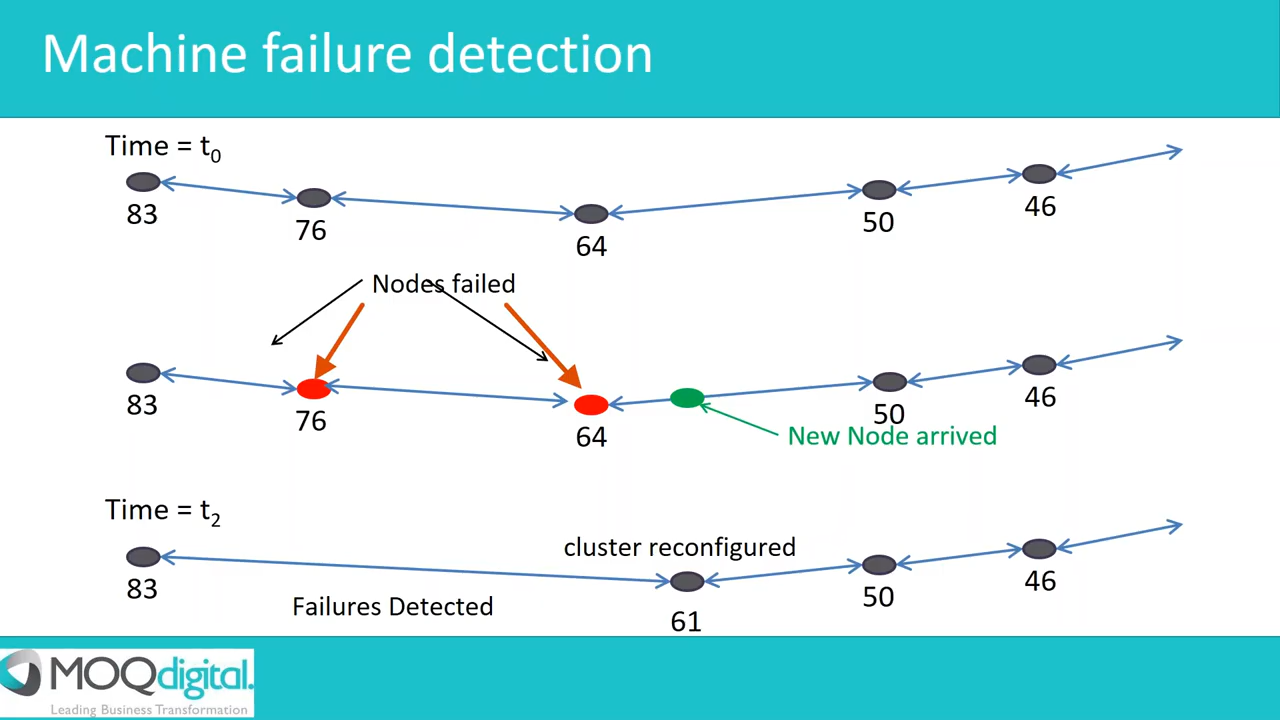 Machine failure detection
Time = t0
83
76
64
50
46
Nodes failed
83
76
64
50
46
New Node arrived
Time = t2
cluster reconfigured
83
61
50
46
Failures Detected
MOQdigital.
Leading Business Transformation